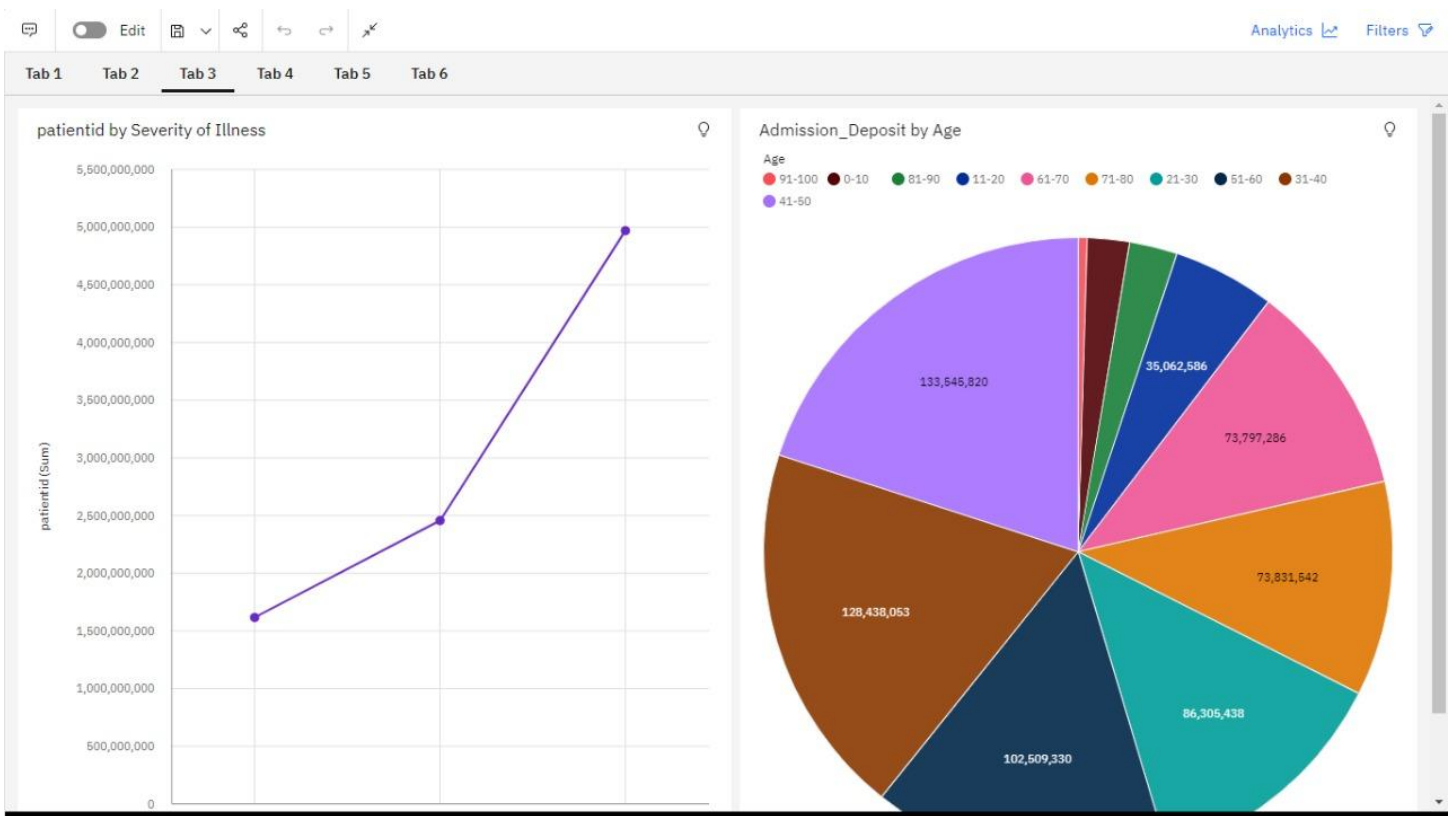 Edit
Analytics
Filters
Tab 1 Tab 2 Tab 3 Tab 4 Tab 5 Tab 6
patientid by Severity of Illness
5,500,000,000
5,000,000,000
4,500,000,000
4,000,000,000
3,500,000,000
3,000,000,000
2,500,000,000
2,000,000,000
1,500,000,000
1,000,000,000
500,000,000
0
patientid (Sum)
Admission_Deposit by Age
Age
91-100 0-10 81-90 11-20 61-70 71-80 21-30 51-60 31-40
41-50
35,062,586
133,545,820
73,797,286
73,831,542
128,438,053
86,305,438
102,509,330